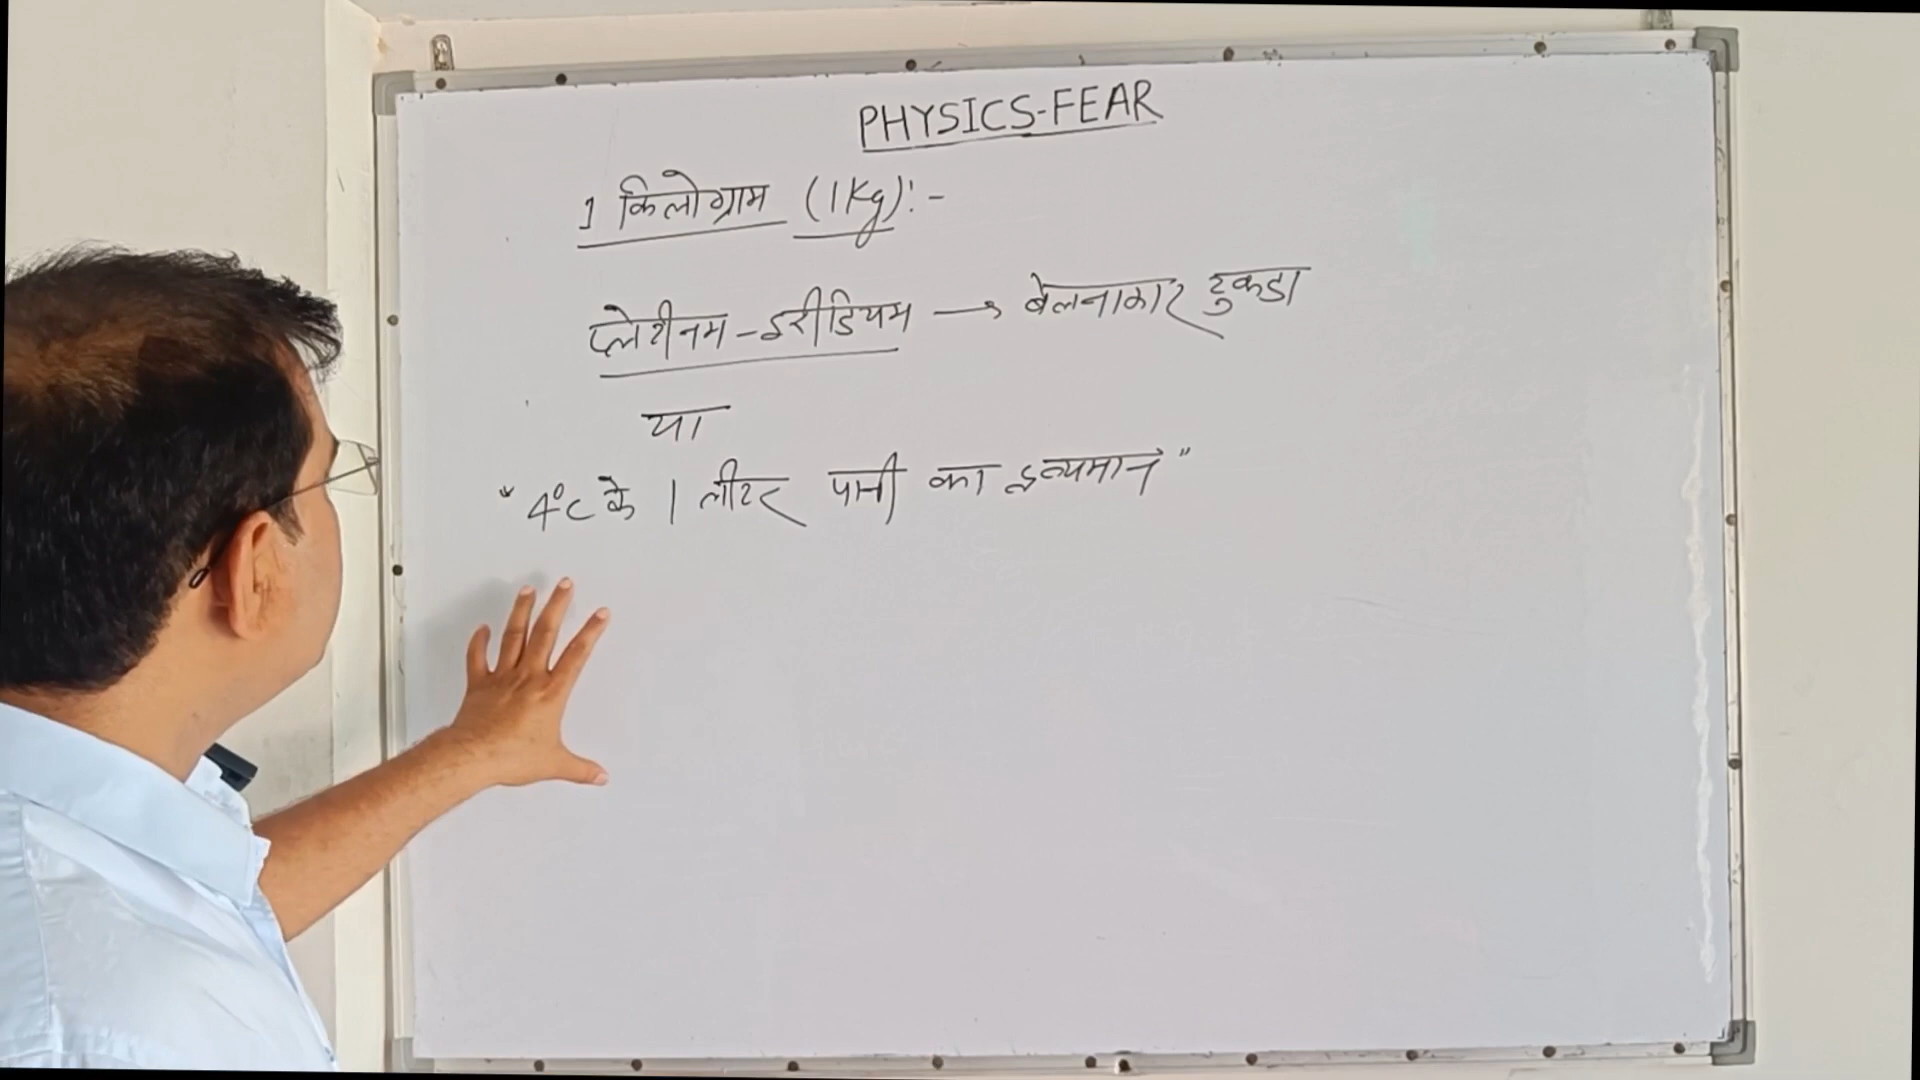 PHYSICS-FEAR
1 किलोग्राम (1Kg):-
प्लेटीनम-इरीडियम → बेलनाकार टुकडा
या
"4°C के 1 लीटर पानी का द्रव्यमान"